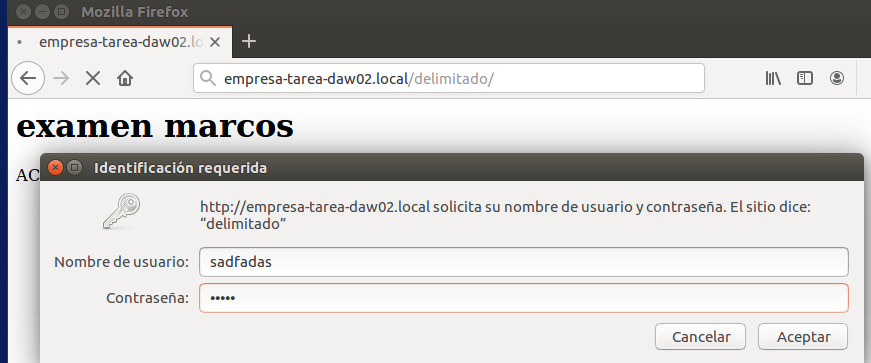 Mozilla Firefox
empresa-tarea-daw02.lo
empresa-tarea-daw02.local/delimitado/
examen marcos
AC
Identificación requerida
http://empresa-tarea-daw02.local solicita su nombre de usuario y contraseña. El sitio dice:
“delimitado”
Nombre de usuario: sadfadas
Contraseña: •••••
Cancelar Aceptar